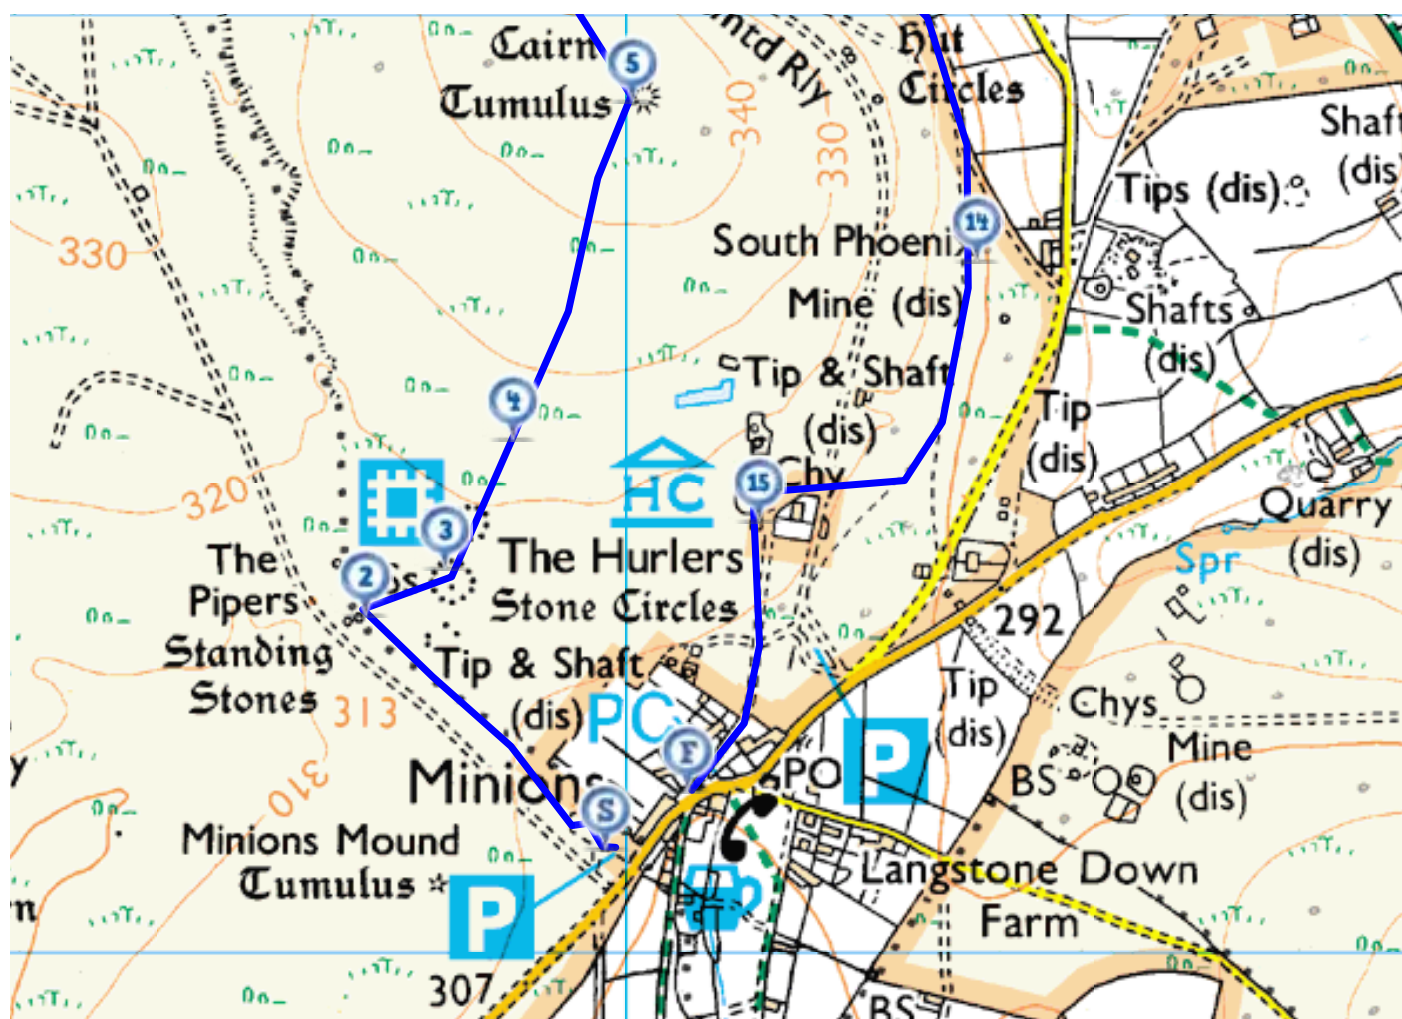 Cairn
Tumulus
5
340
330
Rly
Hut
Circles
Shaft
(dis)
Tips (dis)
14
South Phoenix
Mine (dis)
330
Shafts
(dis)
Tip & Shaft
(dis)
Tip
(dis)
4
320
HC
15
Chy
Quarry
(dis)
Spr
3
2
The
Pipers
Standing
Stones
The Hurlers
Stone Circles
292
Tip & Shaft
(dis)
313
310
PC
Tip
(dis)
Chys
Mine
(dis)
BS
F
GPO
P
Minions
S
Minions Mound
Tumulus
P
Langstone Down
Farm
307
BS